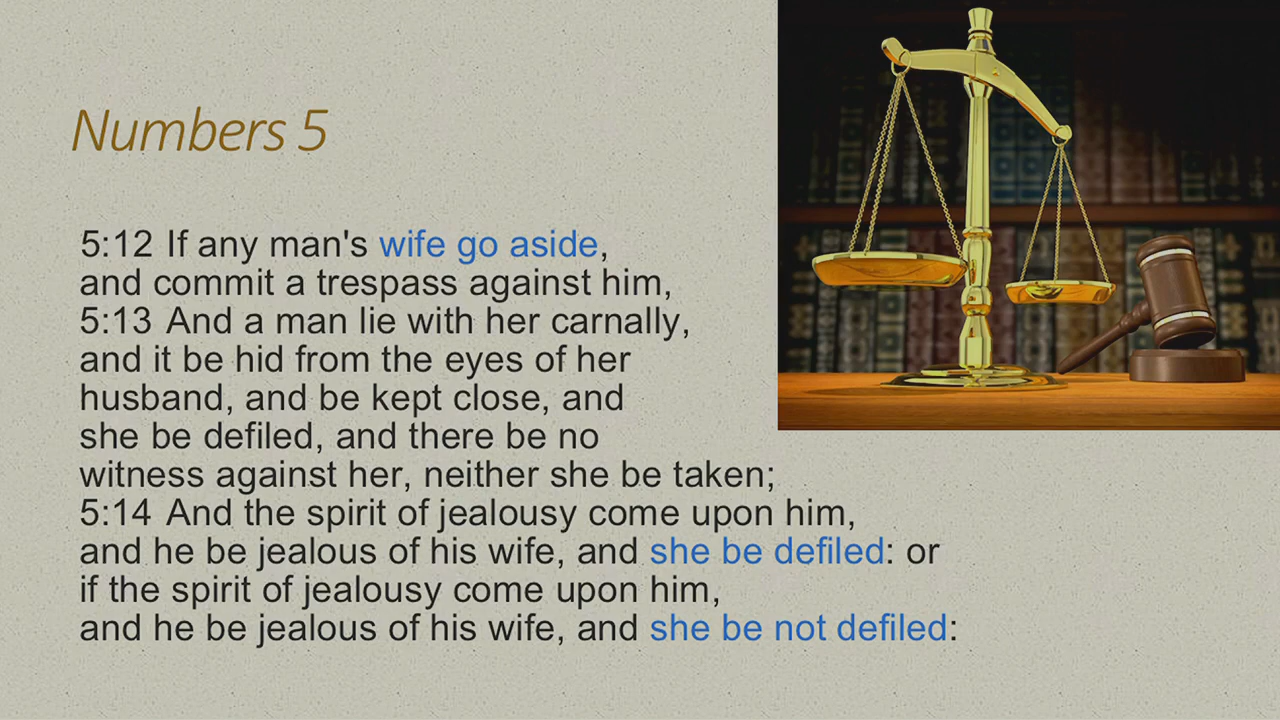 Numbers 5
5:12 If any man's wife go aside,
and commit a trespass against him,
5:13 And a man lie with her carnally,
and it be hid from the eyes of her
husband, and be kept close, and
she be defiled, and there be no
witness against her, neither she be taken;
5:14 And the spirit of jealousy come upon him,
and he be jealous of his wife, and she be defiled: or
if the spirit of jealousy come upon him,
and he be jealous of his wife, and she be not defiled: